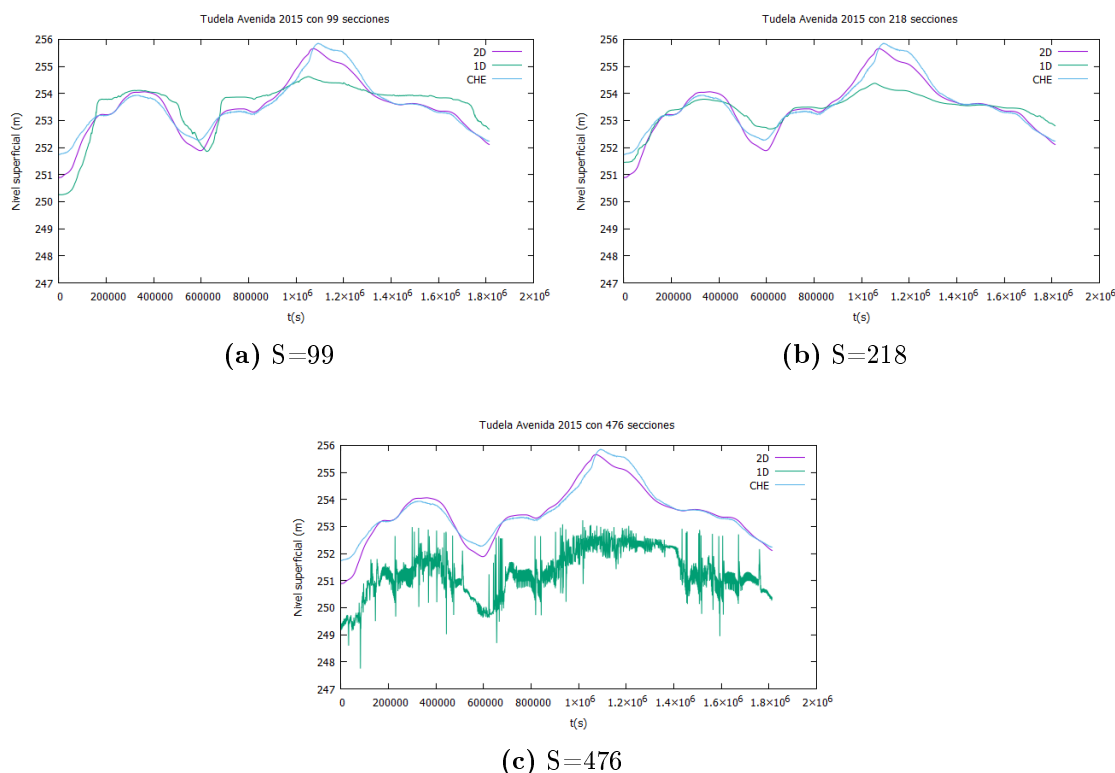 Tudela Avenida 2015 con 99 secciones
256
255
254
253
252
251
250
249
248
247
Nivel superficial (m)
2D
1D
CHE
0 200000 400000 600000 800000 1×10⁶ 1.2×10⁶ 1.4×10⁶ 1.6×10⁶ 1.8×10⁶ 2×10⁶
t(s)
(a) S=99
Tudela Avenida 2015 con 218 secciones
256
255
254
253
252
251
250
249
248
247
Nivel superficial (m)
2D
1D
CHE
0 200000 400000 600000 800000 1×10⁶ 1.2×10⁶ 1.4×10⁶ 1.6×10⁶ 1.8×10⁶ 2×10⁶
t(s)
(b) S=218
Tudela Avenida 2015 con 476 secciones
256
255
254
253
252
251
250
249
248
247
Nivel superficial (m)
2D
1D
CHE
0 200000 400000 600000 800000 1×10⁶ 1.2×10⁶ 1.4×10⁶ 1.6×10⁶ 1.8×10⁶ 2×10⁶
t(s)
(c) S=476